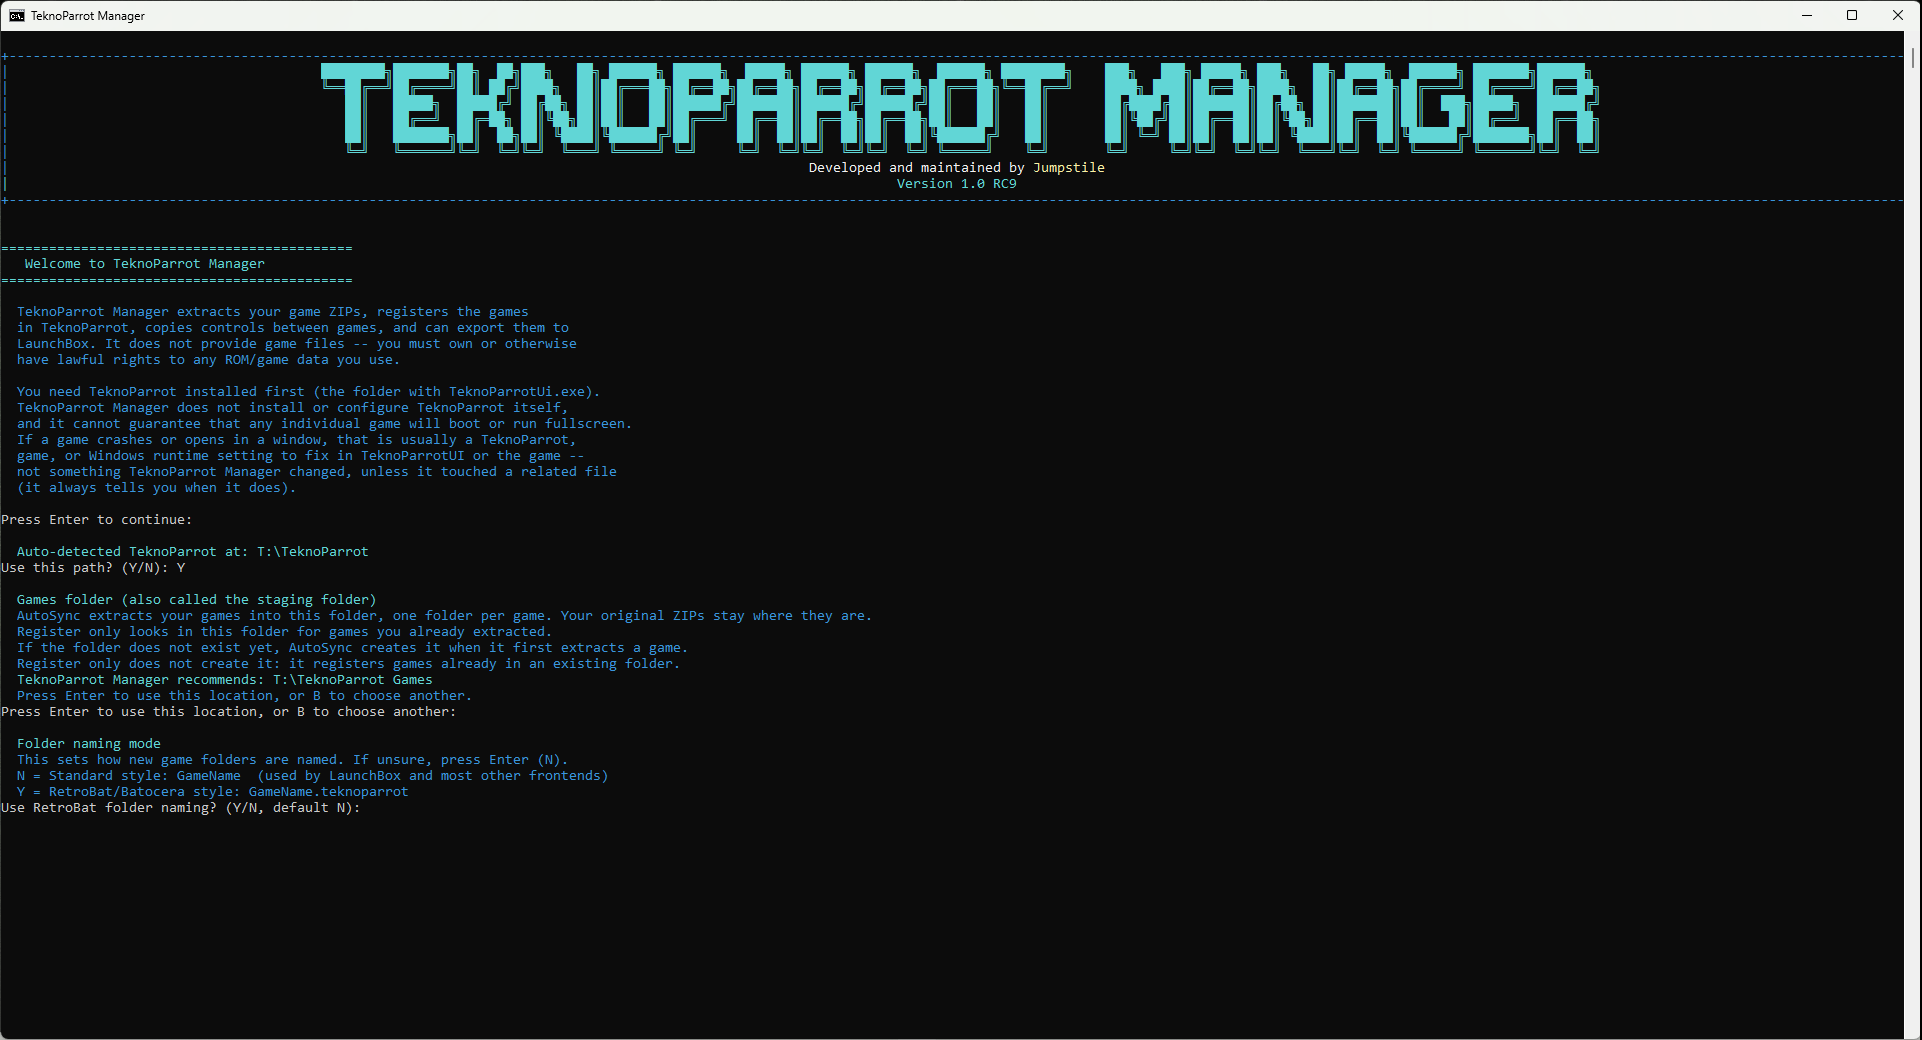 TeknoParrot Manager
TEKNOPARROT MANAGER
Developed and maintained by Jumpstile
Version 1.0 RC9
============================================
Welcome to TeknoParrot Manager
============================================
TeknoParrot Manager extracts your game ZIPs, registers the games
in TeknoParrot, copies controls between games, and can export them to
LaunchBox. It does not provide game files -- you must own or otherwise
have lawful rights to any ROM/game data you use.
You need TeknoParrot installed first (the folder with TeknoParrotUi.exe).
TeknoParrot Manager does not install or configure TeknoParrot itself,
and it cannot guarantee that any individual game will boot or run fullscreen.
If a game crashes or opens in a window, that is usually a TeknoParrot,
game, or Windows runtime setting to fix in TeknoParrotUI or the game --
not something TeknoParrot Manager changed, unless it touched a related file
(it always tells you when it does).
Press Enter to continue:
Auto-detected TeknoParrot at: T:\TeknoParrot
Use this path? (Y/N): Y
Games folder (also called the staging folder)
AutoSync extracts your games into this folder, one folder per game. Your original ZIPs stay where they are.
Register only looks in this folder for games you already extracted.
If the folder does not exist yet, AutoSync creates it when it first extracts a game.
Register only does not create it: it registers games already in an existing folder.
TeknoParrot Manager recommends: T:\TeknoParrot Games
Press Enter to use this location, or B to choose another.
Press Enter to use this location, or B to choose another:
Folder naming mode
This sets how new game folders are named. If unsure, press Enter (N).
N = Standard style: GameName  (used by LaunchBox and most other frontends)
Y = RetroBat/Batocera style: GameName.teknoparrot
Use RetroBat folder naming? (Y/N, default N):